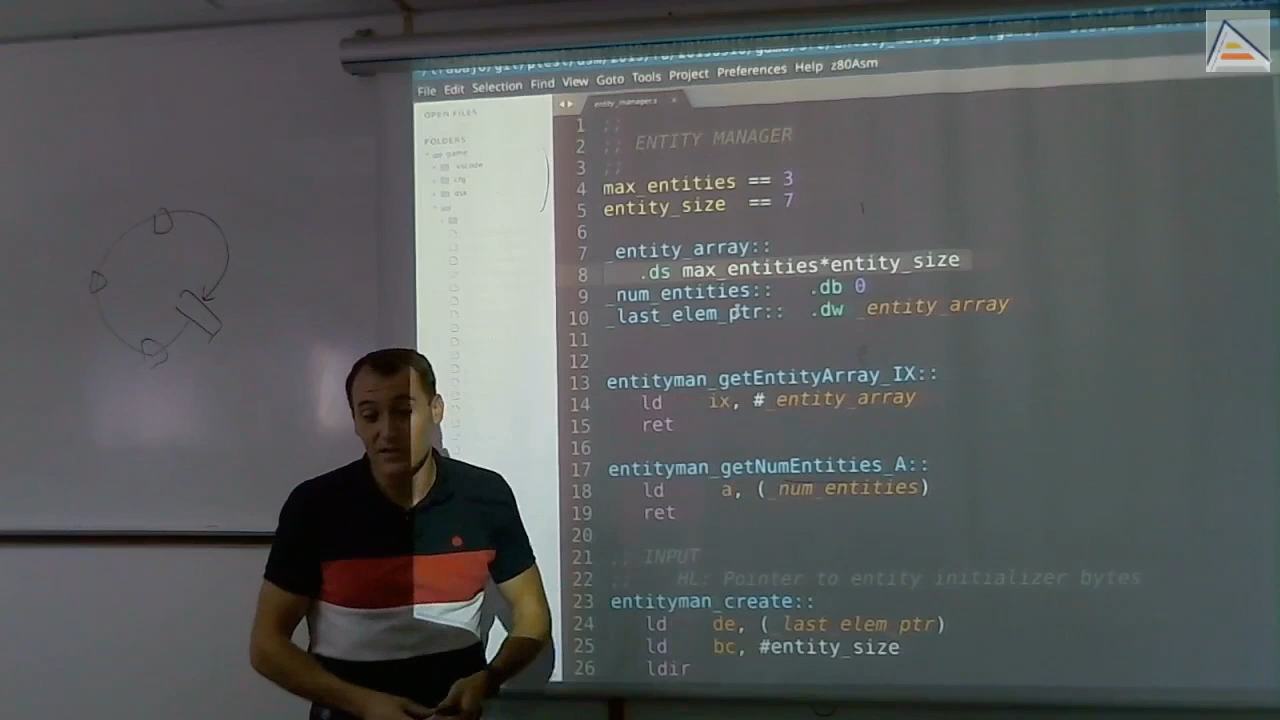 File Edit Selection Find View Goto Tools Project Preferences Help z80Asm
OPEN FILES
FOLDERS
game
.vscode
cfg
dsk
entity_manager.s
1 ;;
2 ;; ENTITY MANAGER
3 ;;
4 max_entities == 3
5 entity_size == 7
6
7 _entity_array::
8 .ds max_entities*entity_size
9 _num_entities:: .db 0
10 _last_elem_ptr:: .dw _entity_array
11
12
13 entityman_getEntityArray_IX::
14 ld ix, #_entity_array
15 ret
16
17 entityman_getNumEntities_A::
18 ld a, (_num_entities)
19 ret
20
21 ;; INPUT
22 ;; HL: Pointer to entity initializer bytes
23 entityman_create::
24 ld de, (_last_elem_ptr)
25 ld bc, #entity_size
26 ldir